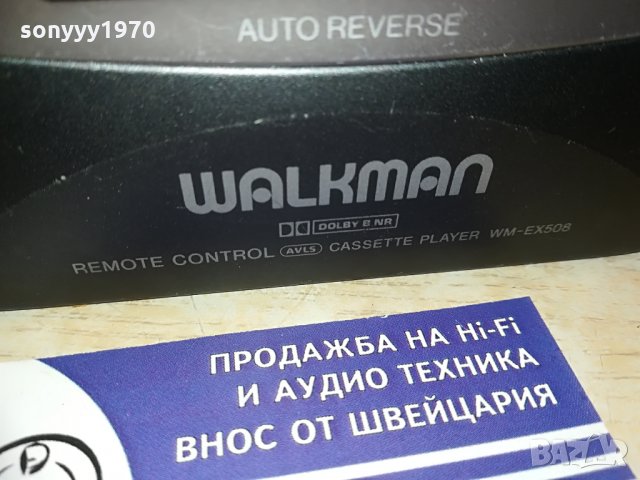 sonyyy1970
AUTO REVERSE
WALKMAN
DOLBY B NR
REMOTE CONTROL AVLS CASSETTE PLAYER WM-EX508
ПРОДАЖБА НА Hi-Fi
И АУДИО ТЕХНИКА
ВНОС ОТ ШВЕЙЦАРИЯ
BAZAR